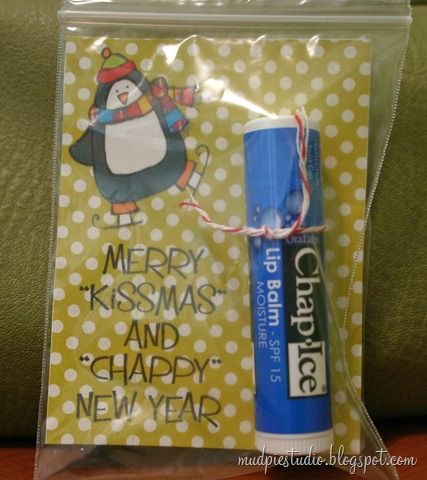 MERRY
"KiSSMAS"
AND
"CHAPPY"
NEW YEAR
Chap·Ice
Lip Balm - SPF 15
MOISTURE
mudpiestudio.blogspot.com